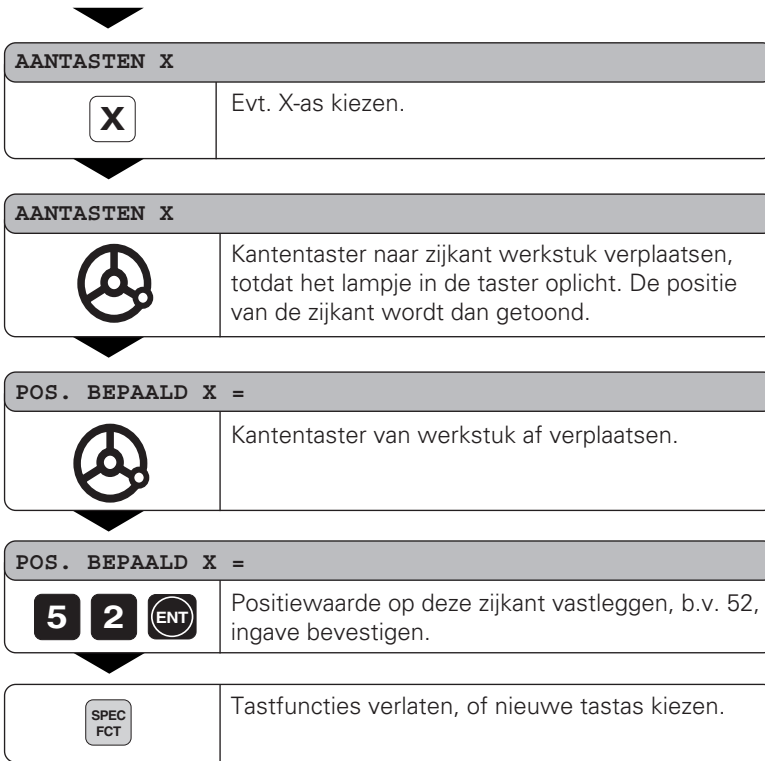 AANTASTEN X
X
Evt. X-as kiezen.
AANTASTEN X
Kantentaster naar zijkant werkstuk verplaatsen,
totdat het lampje in de taster oplicht. De positie
van de zijkant wordt dan getoond.
POS. BEPAALD X =
Kantentaster van werkstuk af verplaatsen.
POS. BEPAALD X =
5 2 ENT
Positiewaarde op deze zijkant vastleggen, b.v. 52,
ingave bevestigen.
SPEC
FCT
Tastfuncties verlaten, of nieuwe tastas kiezen.